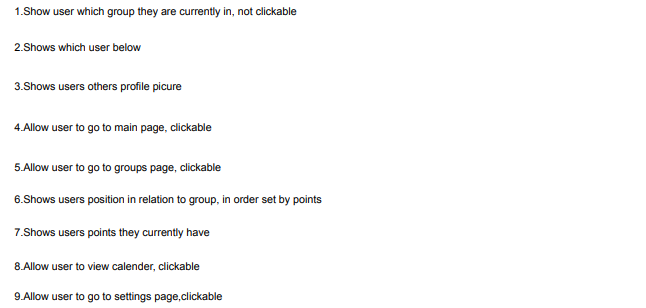 1.Show user which group they are currently in, not clickable
2.Shows which user below
3.Shows users others profile picure
4.Allow user to go to main page, clickable
5.Allow user to go to groups page, clickable
6.Shows users position in relation to group, in order set by points
7.Shows users points they currently have
8.Allow user to view calender, clickable
9.Allow user to go to settings page,clickable